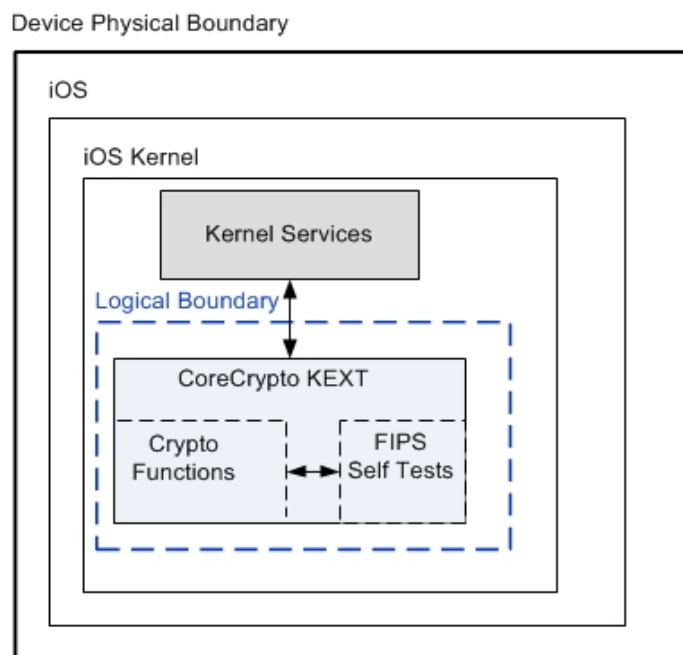 Device Physical Boundary
iOS
iOS Kernel
Kernel Services
Logical Boundary
CoreCrypto KEXT
Crypto
Functions
FIPS
Self Tests